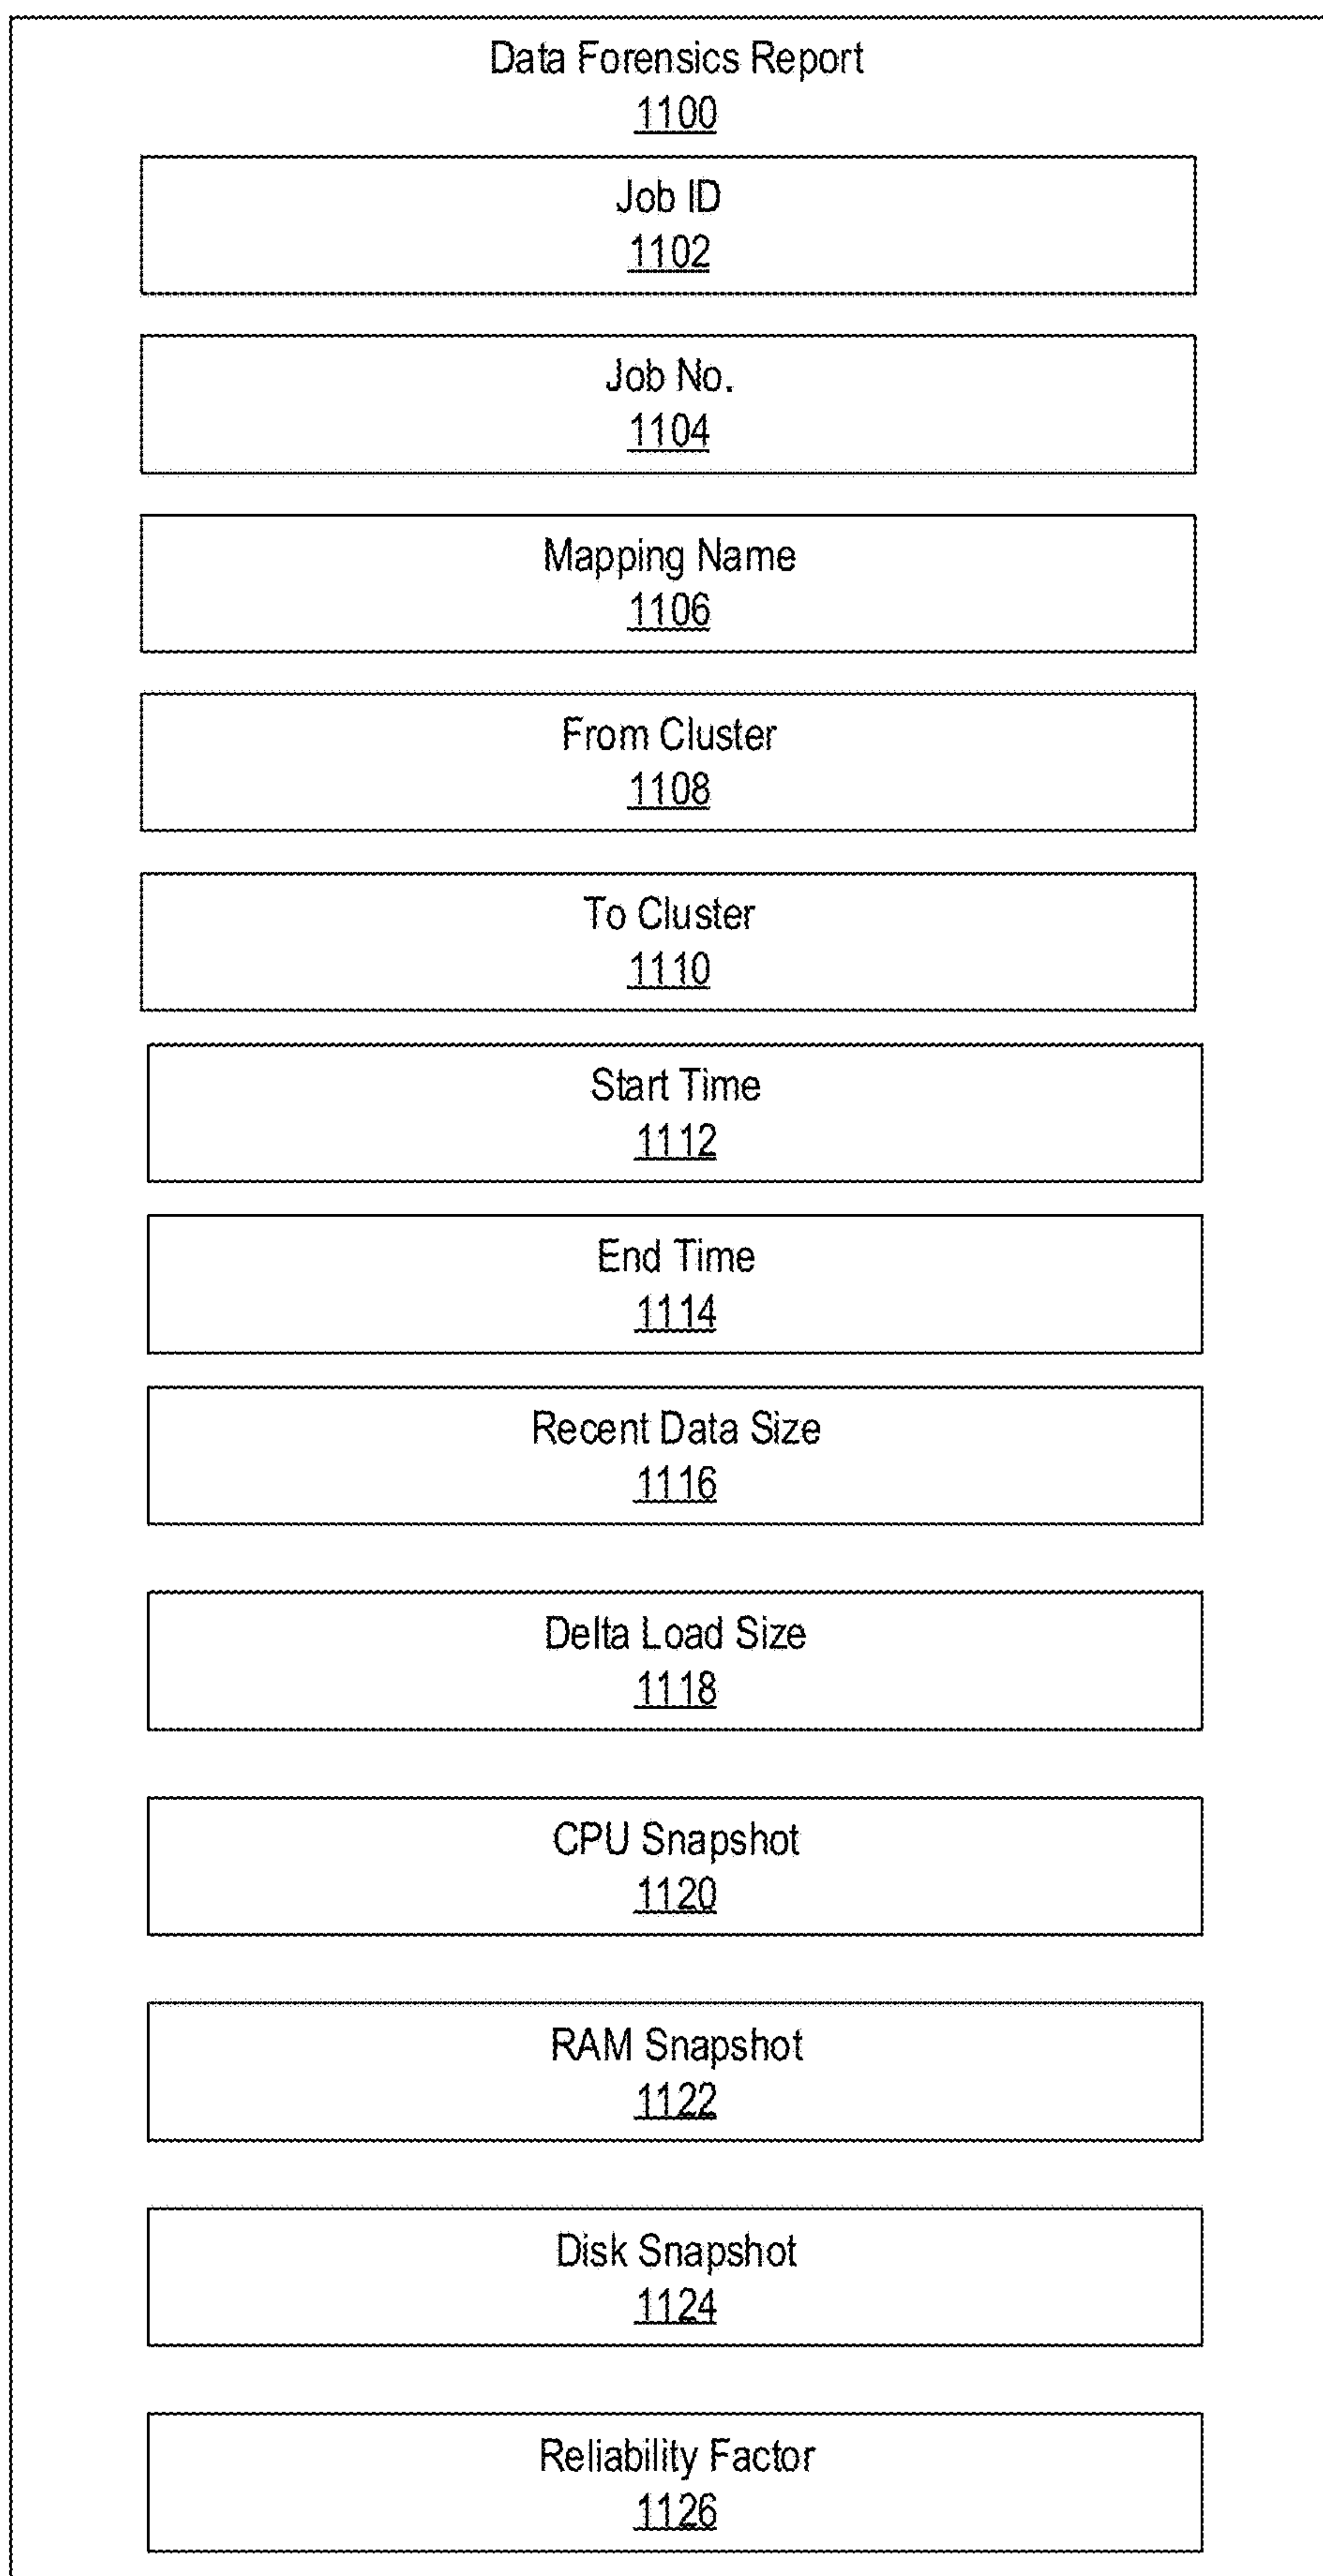 Data Forensics Report
1100
Job ID
1102
Job No.
1104
Mapping Name
1106
From Cluster
1108
To Cluster
1110
Start Time
1112
End Time
1114
Recent Data Size
1116
Delta Load Size
1118
CPU Snapshot
1120
RAM Snapshot
1122
Disk Snapshot
1124
Reliability Factor
1126